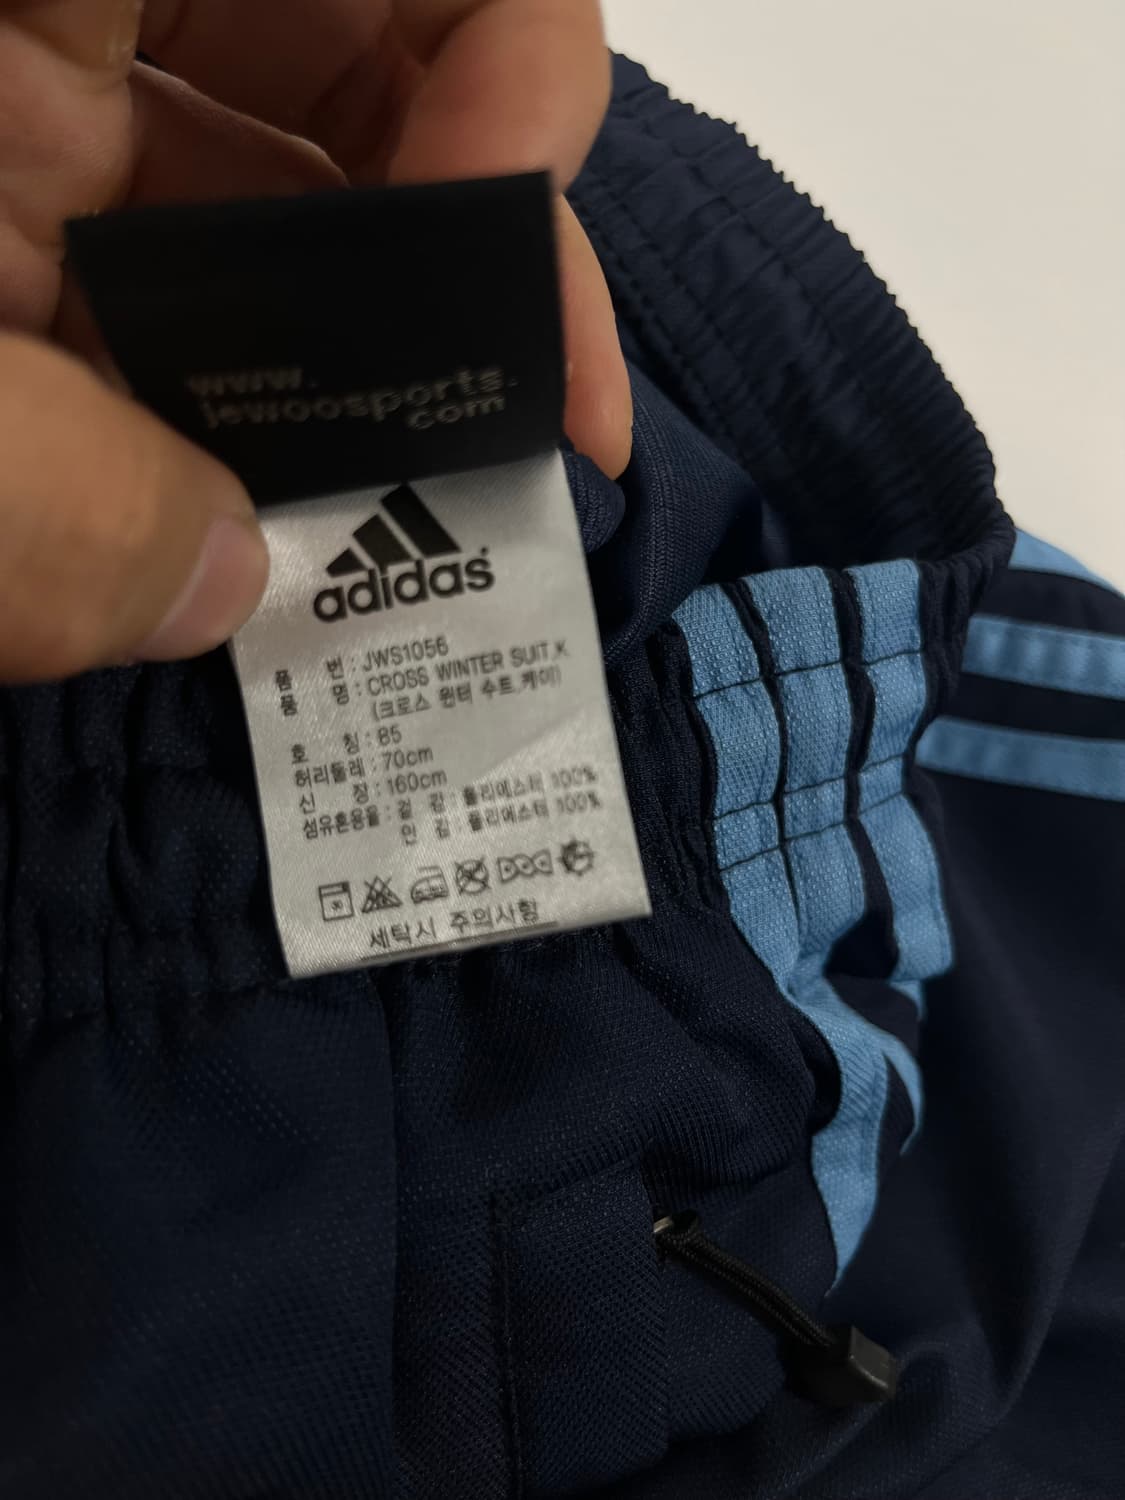 www.
jewoosports.
com
adidas
품 번 : JWS1056
품 명 : CROSS WINTER SUIT.K
(크로스 윈터 수트.케이)
호 칭 : 85
허리둘레 : 70cm
신 장 : 160cm
섬유혼용율 : 겉 감 : 폴리에스터 100%
안 감 : 폴리에스터 100%
세탁시 주의사항